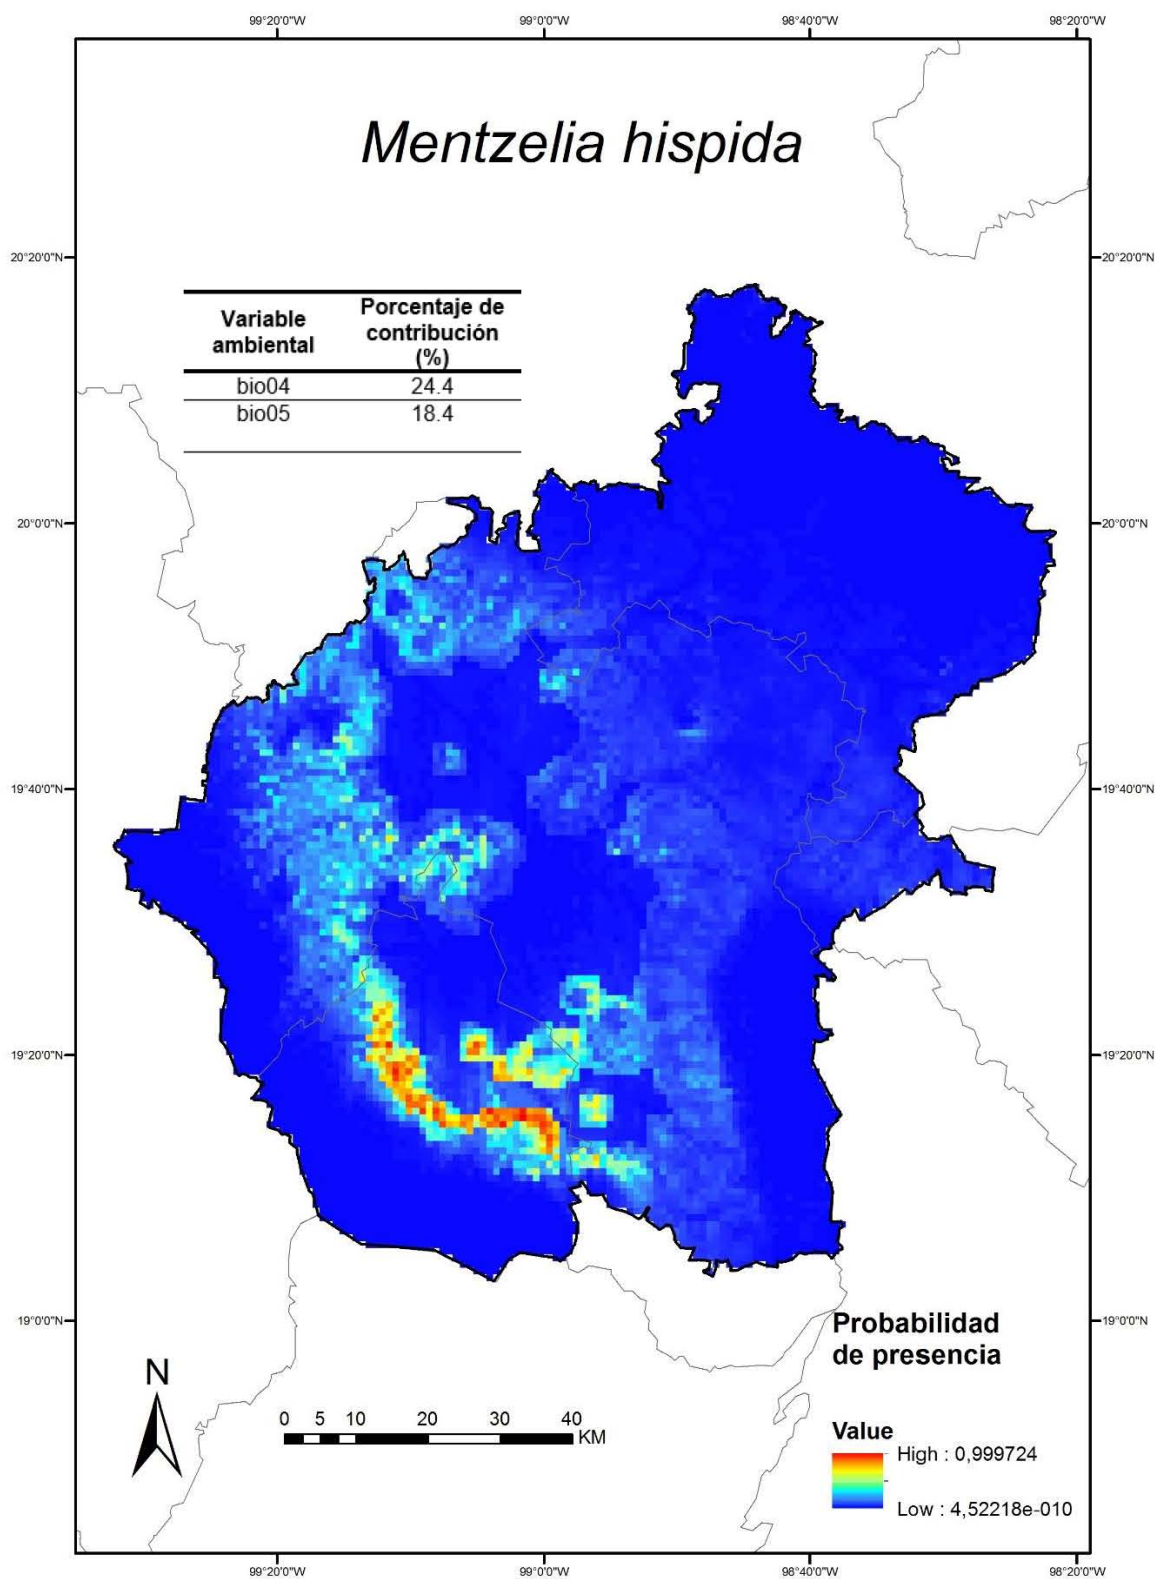 99°20'0"W 99°0'0"W 98°40'0"W 98°20'0"W
Mentzelia hispida
20°20'0"N 20°20'0"N
Variable ambiental Porcentaje de contribución (%)
bio04 24.4
bio05 18.4
20°0'0"N 20°0'0"N
19°40'0"N 19°40'0"N
19°20'0"N 19°20'0"N
19°0'0"N 19°0'0"N
Probabilidad
de presencia
N
0 5 10 20 30 40
KM
Value
High : 0,999724
Low : 4,52218e-010
99°20'0"W 99°0'0"W 98°40'0"W 98°20'0"W